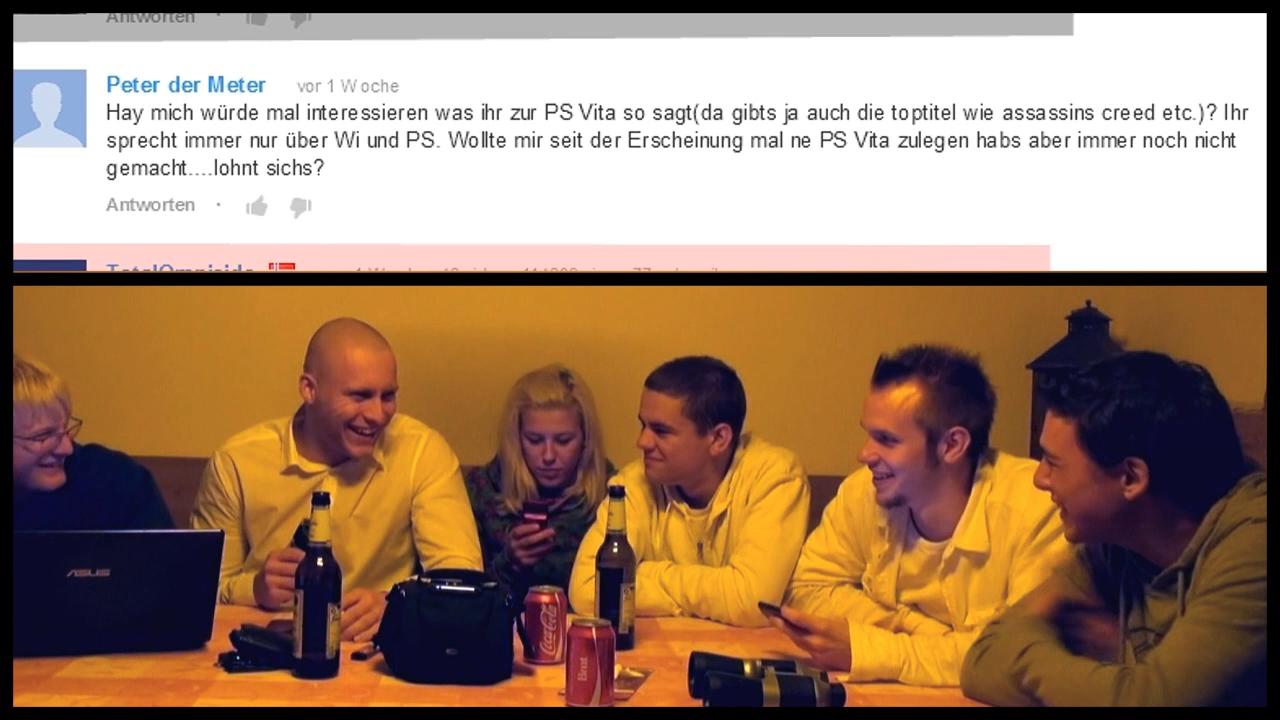 Antworten
Peter der Meter vor 1 Woche
Hay mich würde mal interessieren was ihr zur PS Vita so sagt(da gibts ja auch die toptitel wie assassins creed etc.)? Ihr
sprecht immer nur über Wi und PS. Wollte mir seit der Erscheinung mal ne PS Vita zulegen habs aber immer noch nicht
gemacht....lohnt sichs?
Antworten
ASUS
Coca-Cola